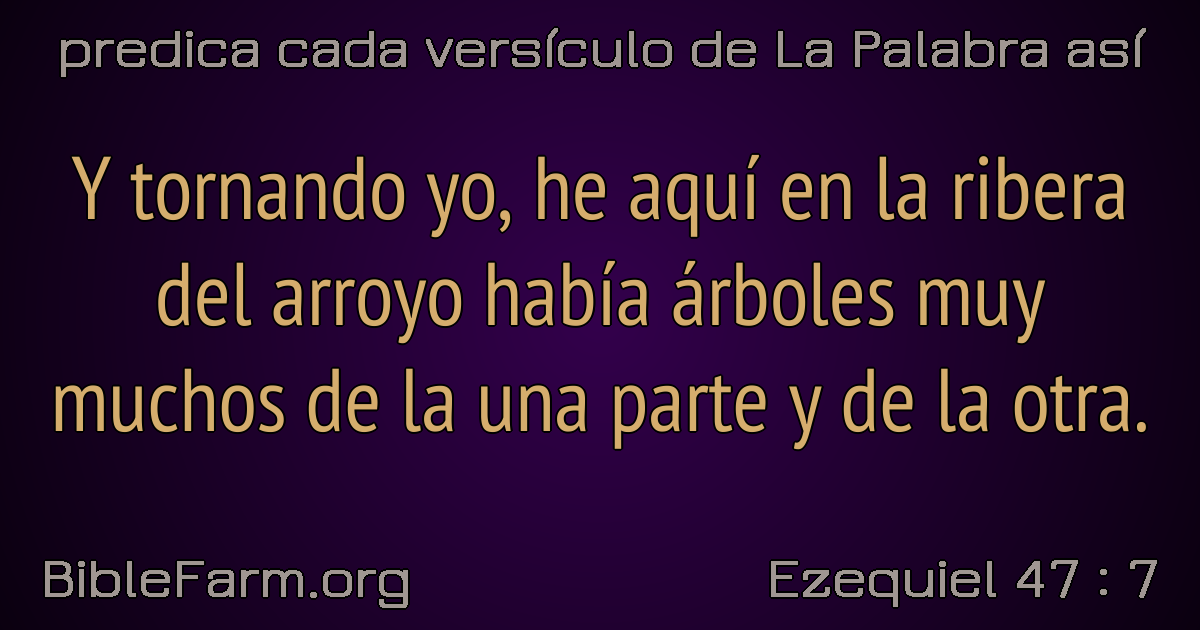 predica cada versículo de La Palabra así
Y tornando yo, he aquí en la ribera
del arroyo había árboles muy
muchos de la una parte y de la otra.
BibleFarm.org
Ezequiel 47 : 7